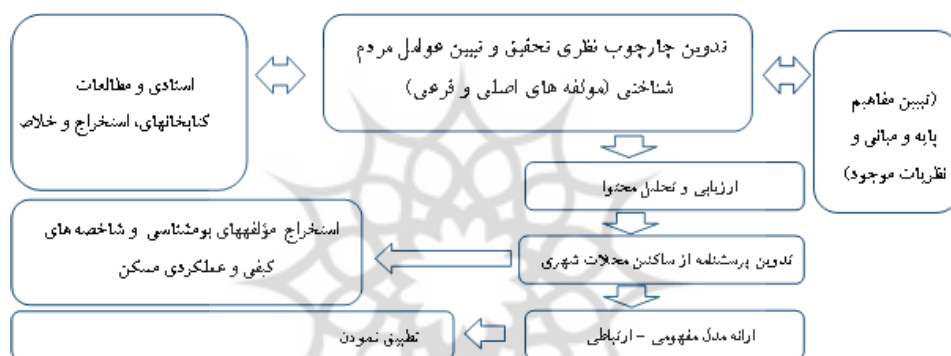 تدوین چارچوب نظری تحقیق و تبیین عوامل مردم
شناختی (موئفه های اصلی و فرعی)
(تبیین مفاهیم
پایه و مبانی و
نظریات موجود)
اسنادی و مطالعات
کتابخانهای، استخراج و خلاص
ارزیابی و تحلیل محتوا
تدوین پرسشنامه از ساکنین محلات شهری
استخراج مؤلفههای بومشناسی و شاخصه های
کیفی و عملکردی مسکن
ارائه مدل مفهومی - ارتباطی
تطبیق نمودن